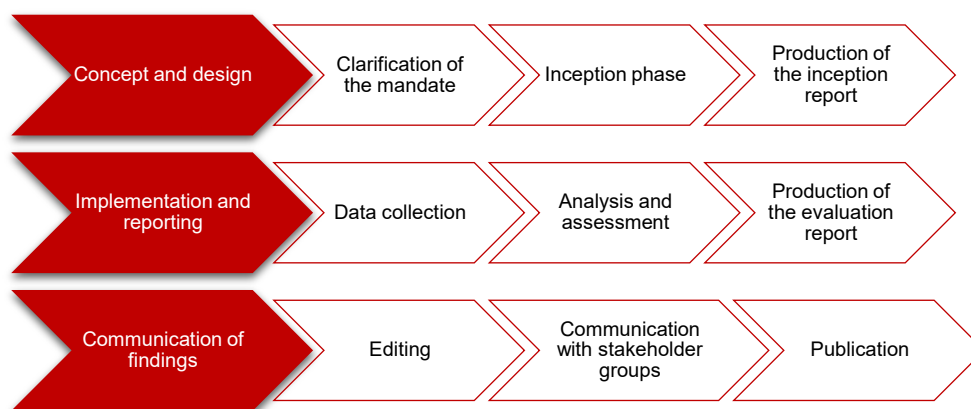 Concept and design
Clarification of
the mandate
Inception phase
Production of
the inception
report
Implementation and
reporting
Data collection
Analysis and
assessment
Production of
the evaluation
report
Communication of
findings
Editing
Communication
with stakeholder
groups
Publication